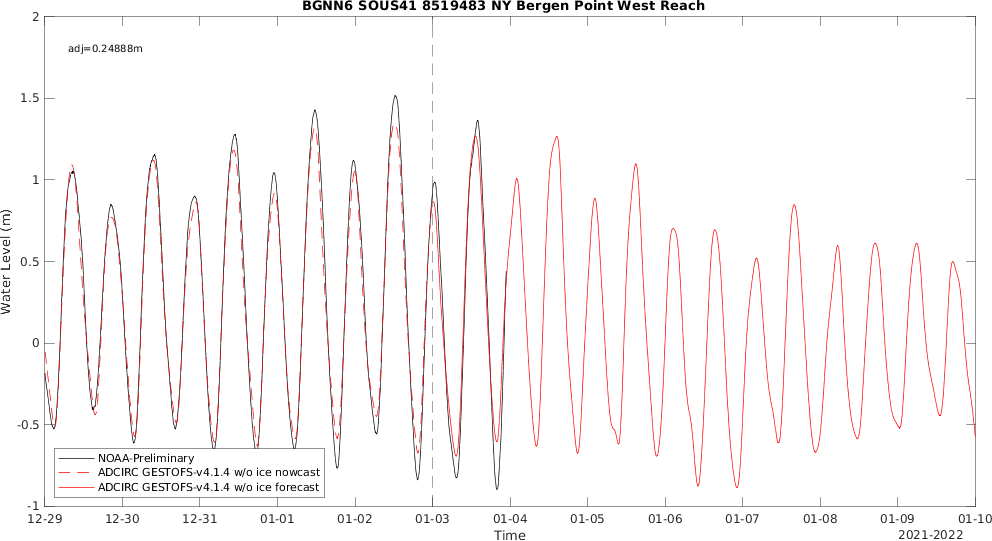 BGNN6 SOUS41 8519483 NY Bergen Point West Reach
adj=0.24888m
2
1.5
1
0.5
0
-0.5
-1
Water Level (m)
NOAA-Preliminary
ADCIRC GESTOFS-v4.1.4 w/o ice nowcast
ADCIRC GESTOFS-v4.1.4 w/o ice forecast
12-29 12-30 12-31 01-01 01-02 01-03 01-04 01-05 01-06 01-07 01-08 01-09 01-10
Time
2021-2022